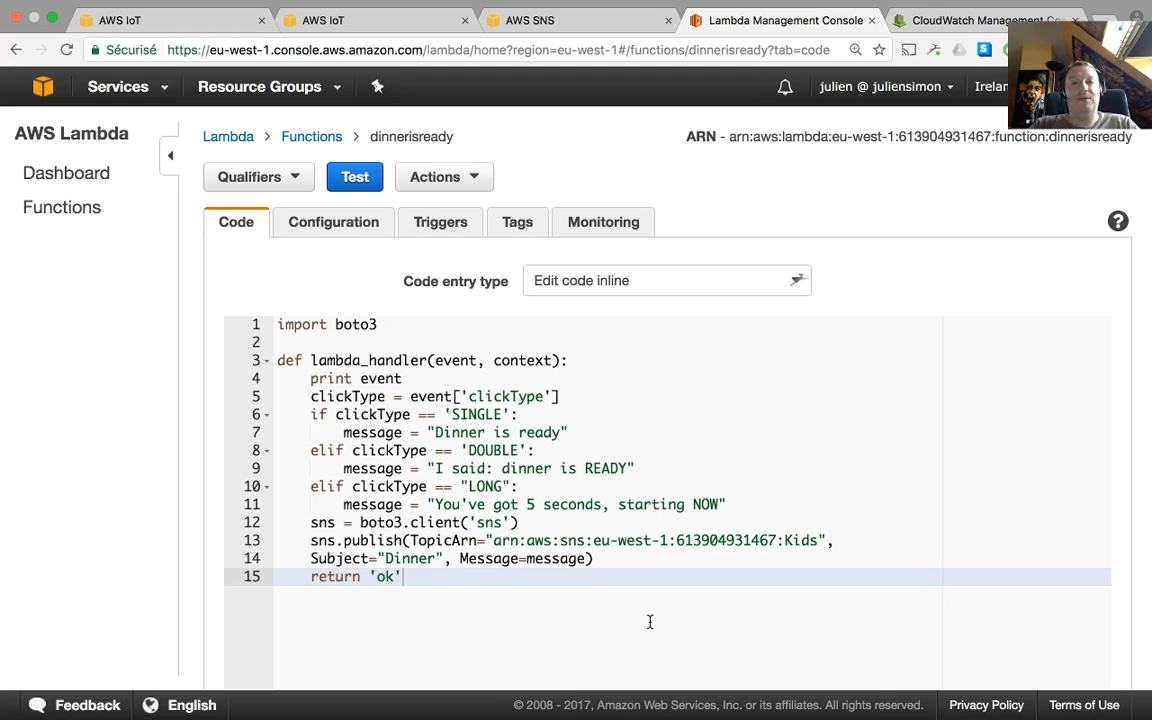 AWS IoT
AWS IoT
AWS SNS
Lambda Management Console
CloudWatch Management Co
Sécurisé
https://eu-west-1.console.aws.amazon.com/lambda/home?region=eu-west-1#/functions/dinnerisready?tab=code
Services
Resource Groups
julien @ juliensimon
AWS Lambda
Dashboard
Functions
Lambda > Functions > dinnerisready
ARN - arn:aws:lambda:eu-west-1:613904931467:function:dinnerisready
Qualifiers
Test
Actions
Code
Configuration
Triggers
Tags
Monitoring
?
Code entry type
Edit code inline
1 import boto3
2
3 def lambda_handler(event, context):
4 print event
5 clickType = event['clickType']
6 if clickType == 'SINGLE':
7 message = "Dinner is ready"
8 elif clickType == 'DOUBLE':
9 message = "I said: dinner is READY"
10 elif clickType == "LONG":
11 message = "You've got 5 seconds, starting NOW"
12 sns = boto3.client('sns')
13 sns.publish(TopicArn="arn:aws:sns:eu-west-1:613904931467:Kids",
14 Subject="Dinner", Message=message)
15 return 'ok'
Feedback
English
© 2008 - 2017, Amazon Web Services, Inc. or its affiliates. All rights reserved.
Privacy Policy
Terms of Use